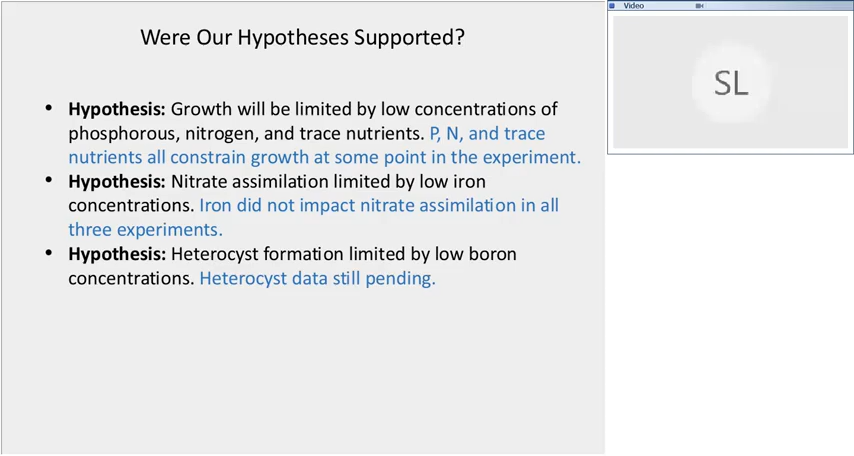 Were Our Hypotheses Supported?
• Hypothesis: Growth will be limited by low concentrations of
phosphorous, nitrogen, and trace nutrients. P, N, and trace
nutrients all constrain growth at some point in the experiment.
• Hypothesis: Nitrate assimilation limited by low iron
concentrations. Iron did not impact nitrate assimilation in all
three experiments.
• Hypothesis: Heterocyst formation limited by low boron
concentrations. Heterocyst data still pending.
Video
SL